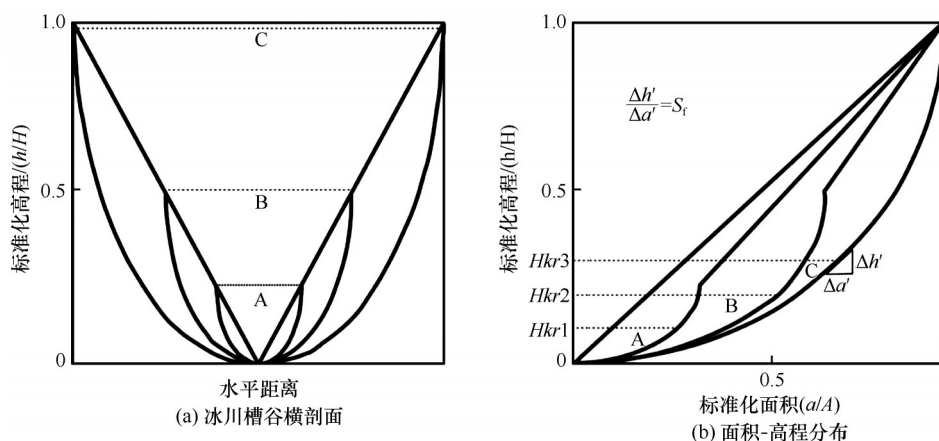 1.0
0.5
0
标准化高程/(h/H)
C
B
A
水平距离
(a) 冰川槽谷横剖面
1.0
0.5
Hkr3
Hkr2
Hkr1
0
标准化高程/(h/H)
Δh'/Δa'=Sf
C
B
A
Δh'
Δa'
0.5
标准化面积(a/A)
(b) 面积-高程分布